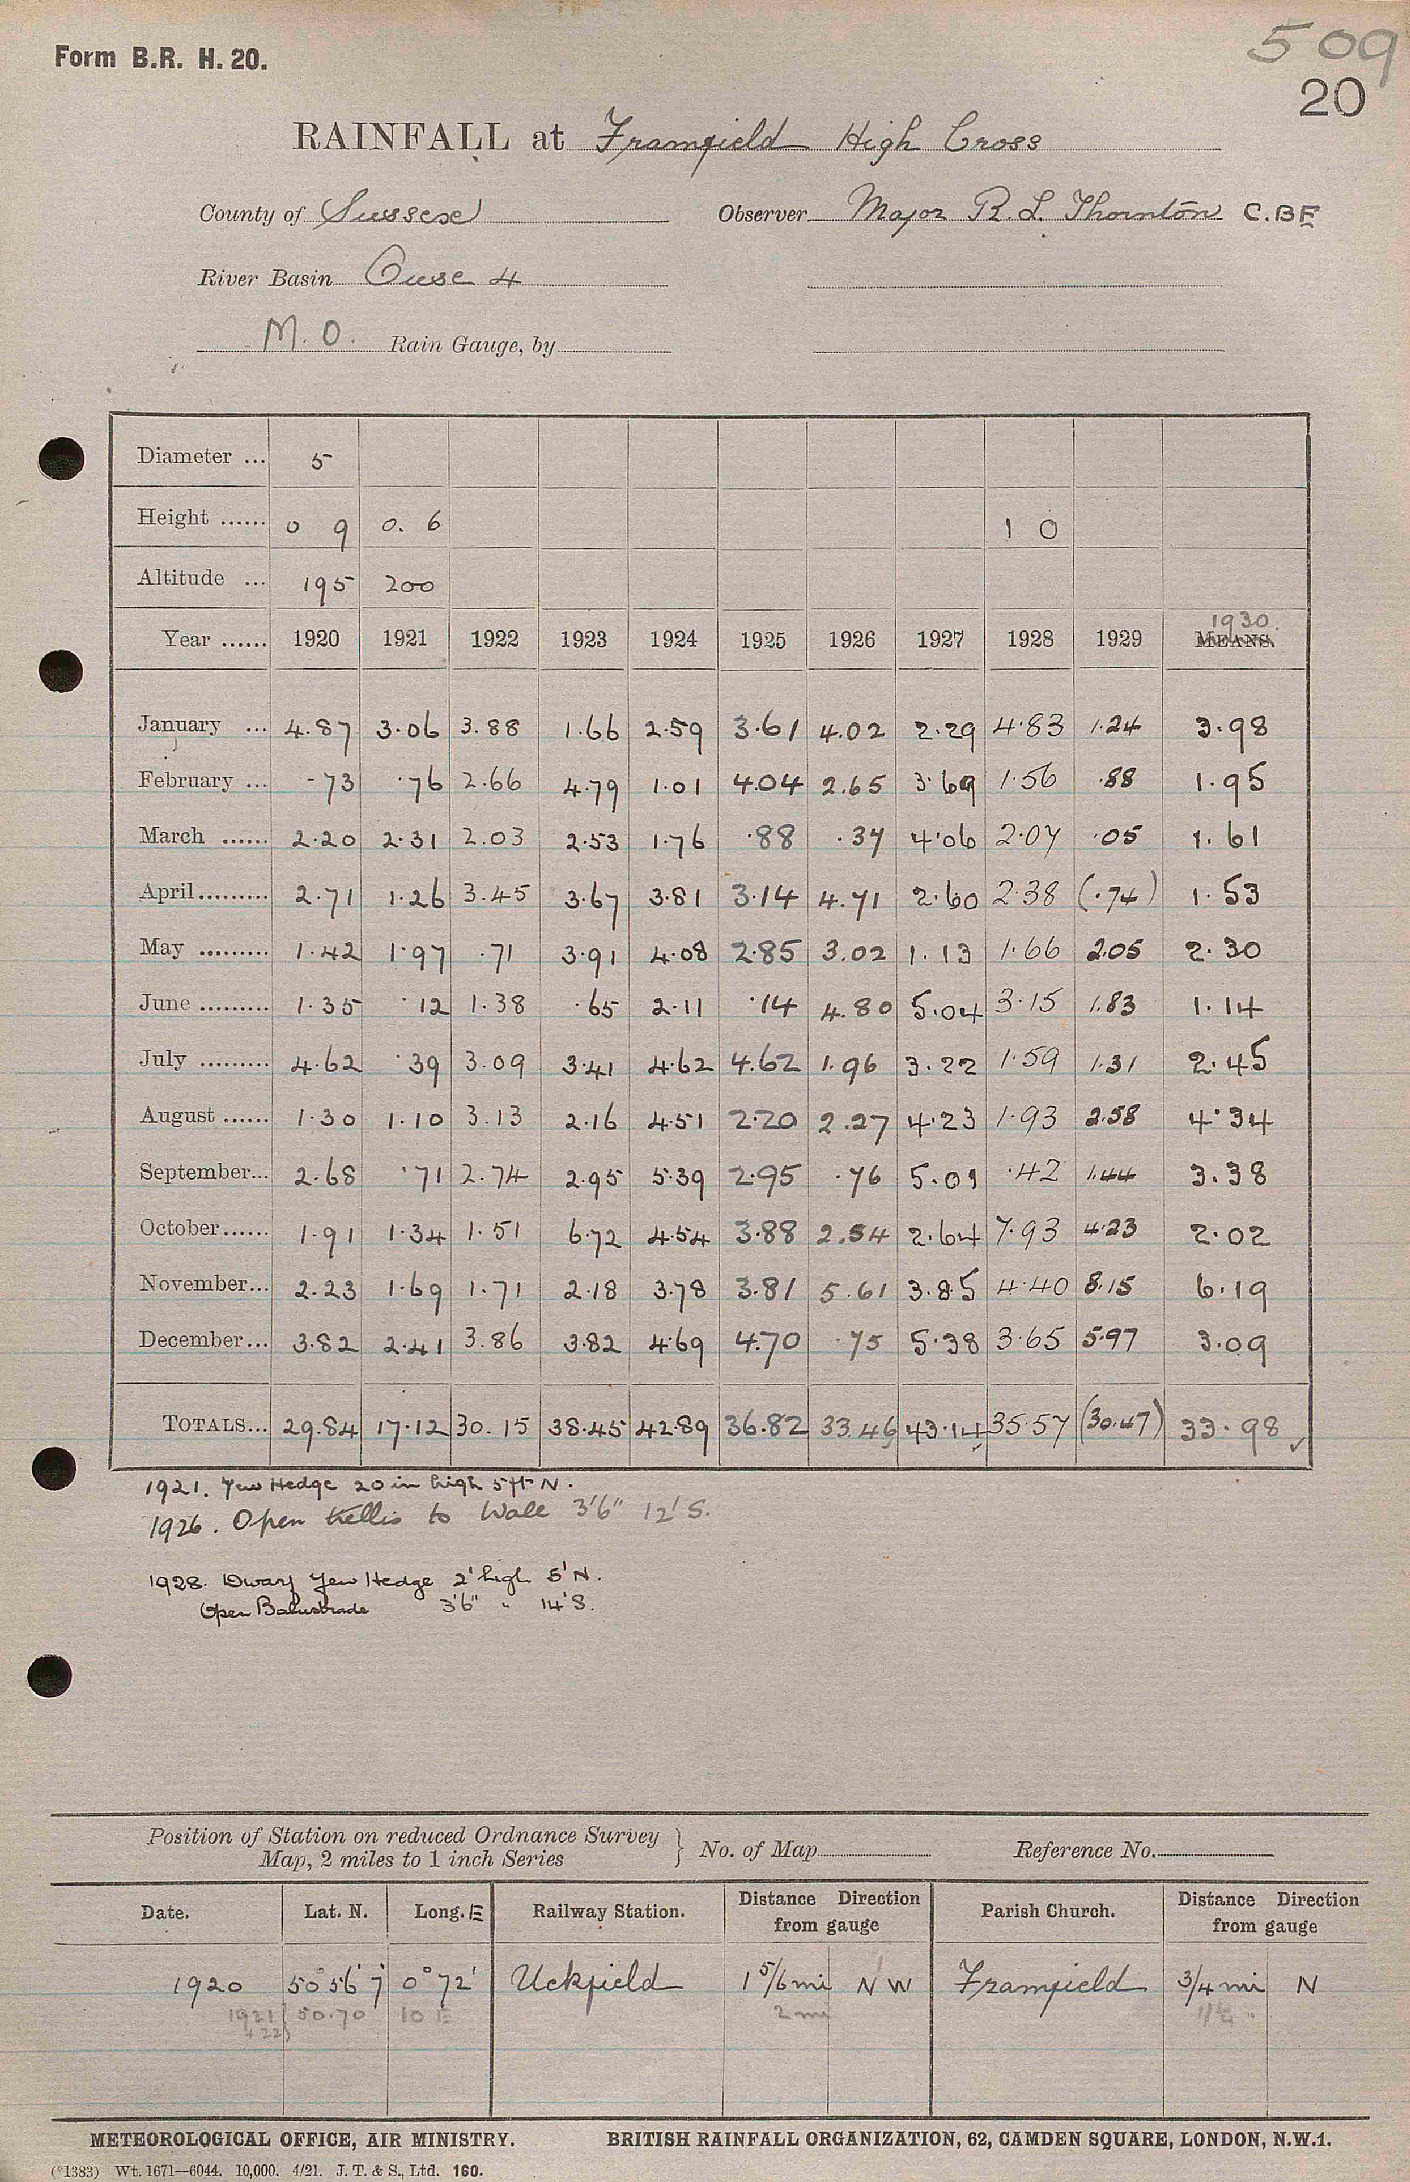 Form B.R. H. 20.
509
20
RAINFALL at Framfield High Cross
County of Sussex Observer Major R L Thornton C.BE
River Basin Ouse 4
M.O. Rain Gauge, by
Diameter ... 5
Height ...... 0 9 0. 6 1 0
Altitude ... 195 200
1930.
Year ...... 1920 1921 1922 1923 1924 1925 1926 1927 1928 1929 MEANS.
January ... 4.87 3.06 3.88 1.66 2.59 3.61 4.02 2.29 4.83 1.24 3.98
February ... .73 .76 2.66 4.79 1.01 4.04 2.65 3.69 1.56 .88 1.95
March ...... 2.20 2.31 2.03 2.53 1.76 .88 .37 4.06 2.07 .05 1.61
April......... 2.71 1.26 3.45 3.67 3.81 3.14 4.71 2.60 2.38 (.74) 1.53
May ......... 1.42 1.97 .71 3.91 4.08 2.85 3.02 1.13 1.66 2.05 2.30
June ......... 1.35 .12 1.38 .65 2.11 .14 4.80 5.04 3.15 1.83 1.14
July ......... 4.62 .39 3.09 3.41 4.62 4.62 1.96 3.22 1.59 1.31 2.45
August ...... 1.30 1.10 3.13 2.16 4.51 2.20 2.27 4.23 1.93 2.58 4.34
September... 2.68 .71 2.74 2.95 5.39 2.95 .76 5.01 .42 1.44 3.38
October...... 1.91 1.34 1.51 6.72 4.54 3.88 2.54 2.64 7.93 4.23 2.02
November... 2.23 1.69 1.71 2.18 3.78 3.81 5.61 3.85 4.40 8.15 6.19
December... 3.82 2.41 3.86 3.82 4.69 4.70 .75 5.38 3.65 5.97 3.09
TOTALS... 29.84 17.12 30.15 38.45 42.89 36.82 33.46 43.14 35.57 (30.47) 33.98 ✓
1921. Yew Hedge 20 in high 5 ft N.
1926. Open trellis to Wall 3'6" 12' S.
1928. Dwarf Yew Hedge 2' high 5' N.
Open Balustrade 3'6" " 14' S.
Position of Station on reduced Ordnance Survey
Map, 2 miles to 1 inch Series } No. of Map Reference No.
Date. Lat. N. Long. E Railway Station. Distance Direction from gauge Parish Church. Distance Direction from gauge
1920 50° 56' 7 0° 7'2' Uckfield 1 5/6 mi N W Framfield 3/4 mi N
1921 50.70 10 E 2 mi
+ 22)
METEOROLOGICAL OFFICE, AIR MINISTRY. BRITISH RAINFALL ORGANIZATION, 62, CAMDEN SQUARE, LONDON, N.W.1.
(*1383) Wt. 1671—6044. 10,000. 4/21. J. T. & S., Ltd. 160.